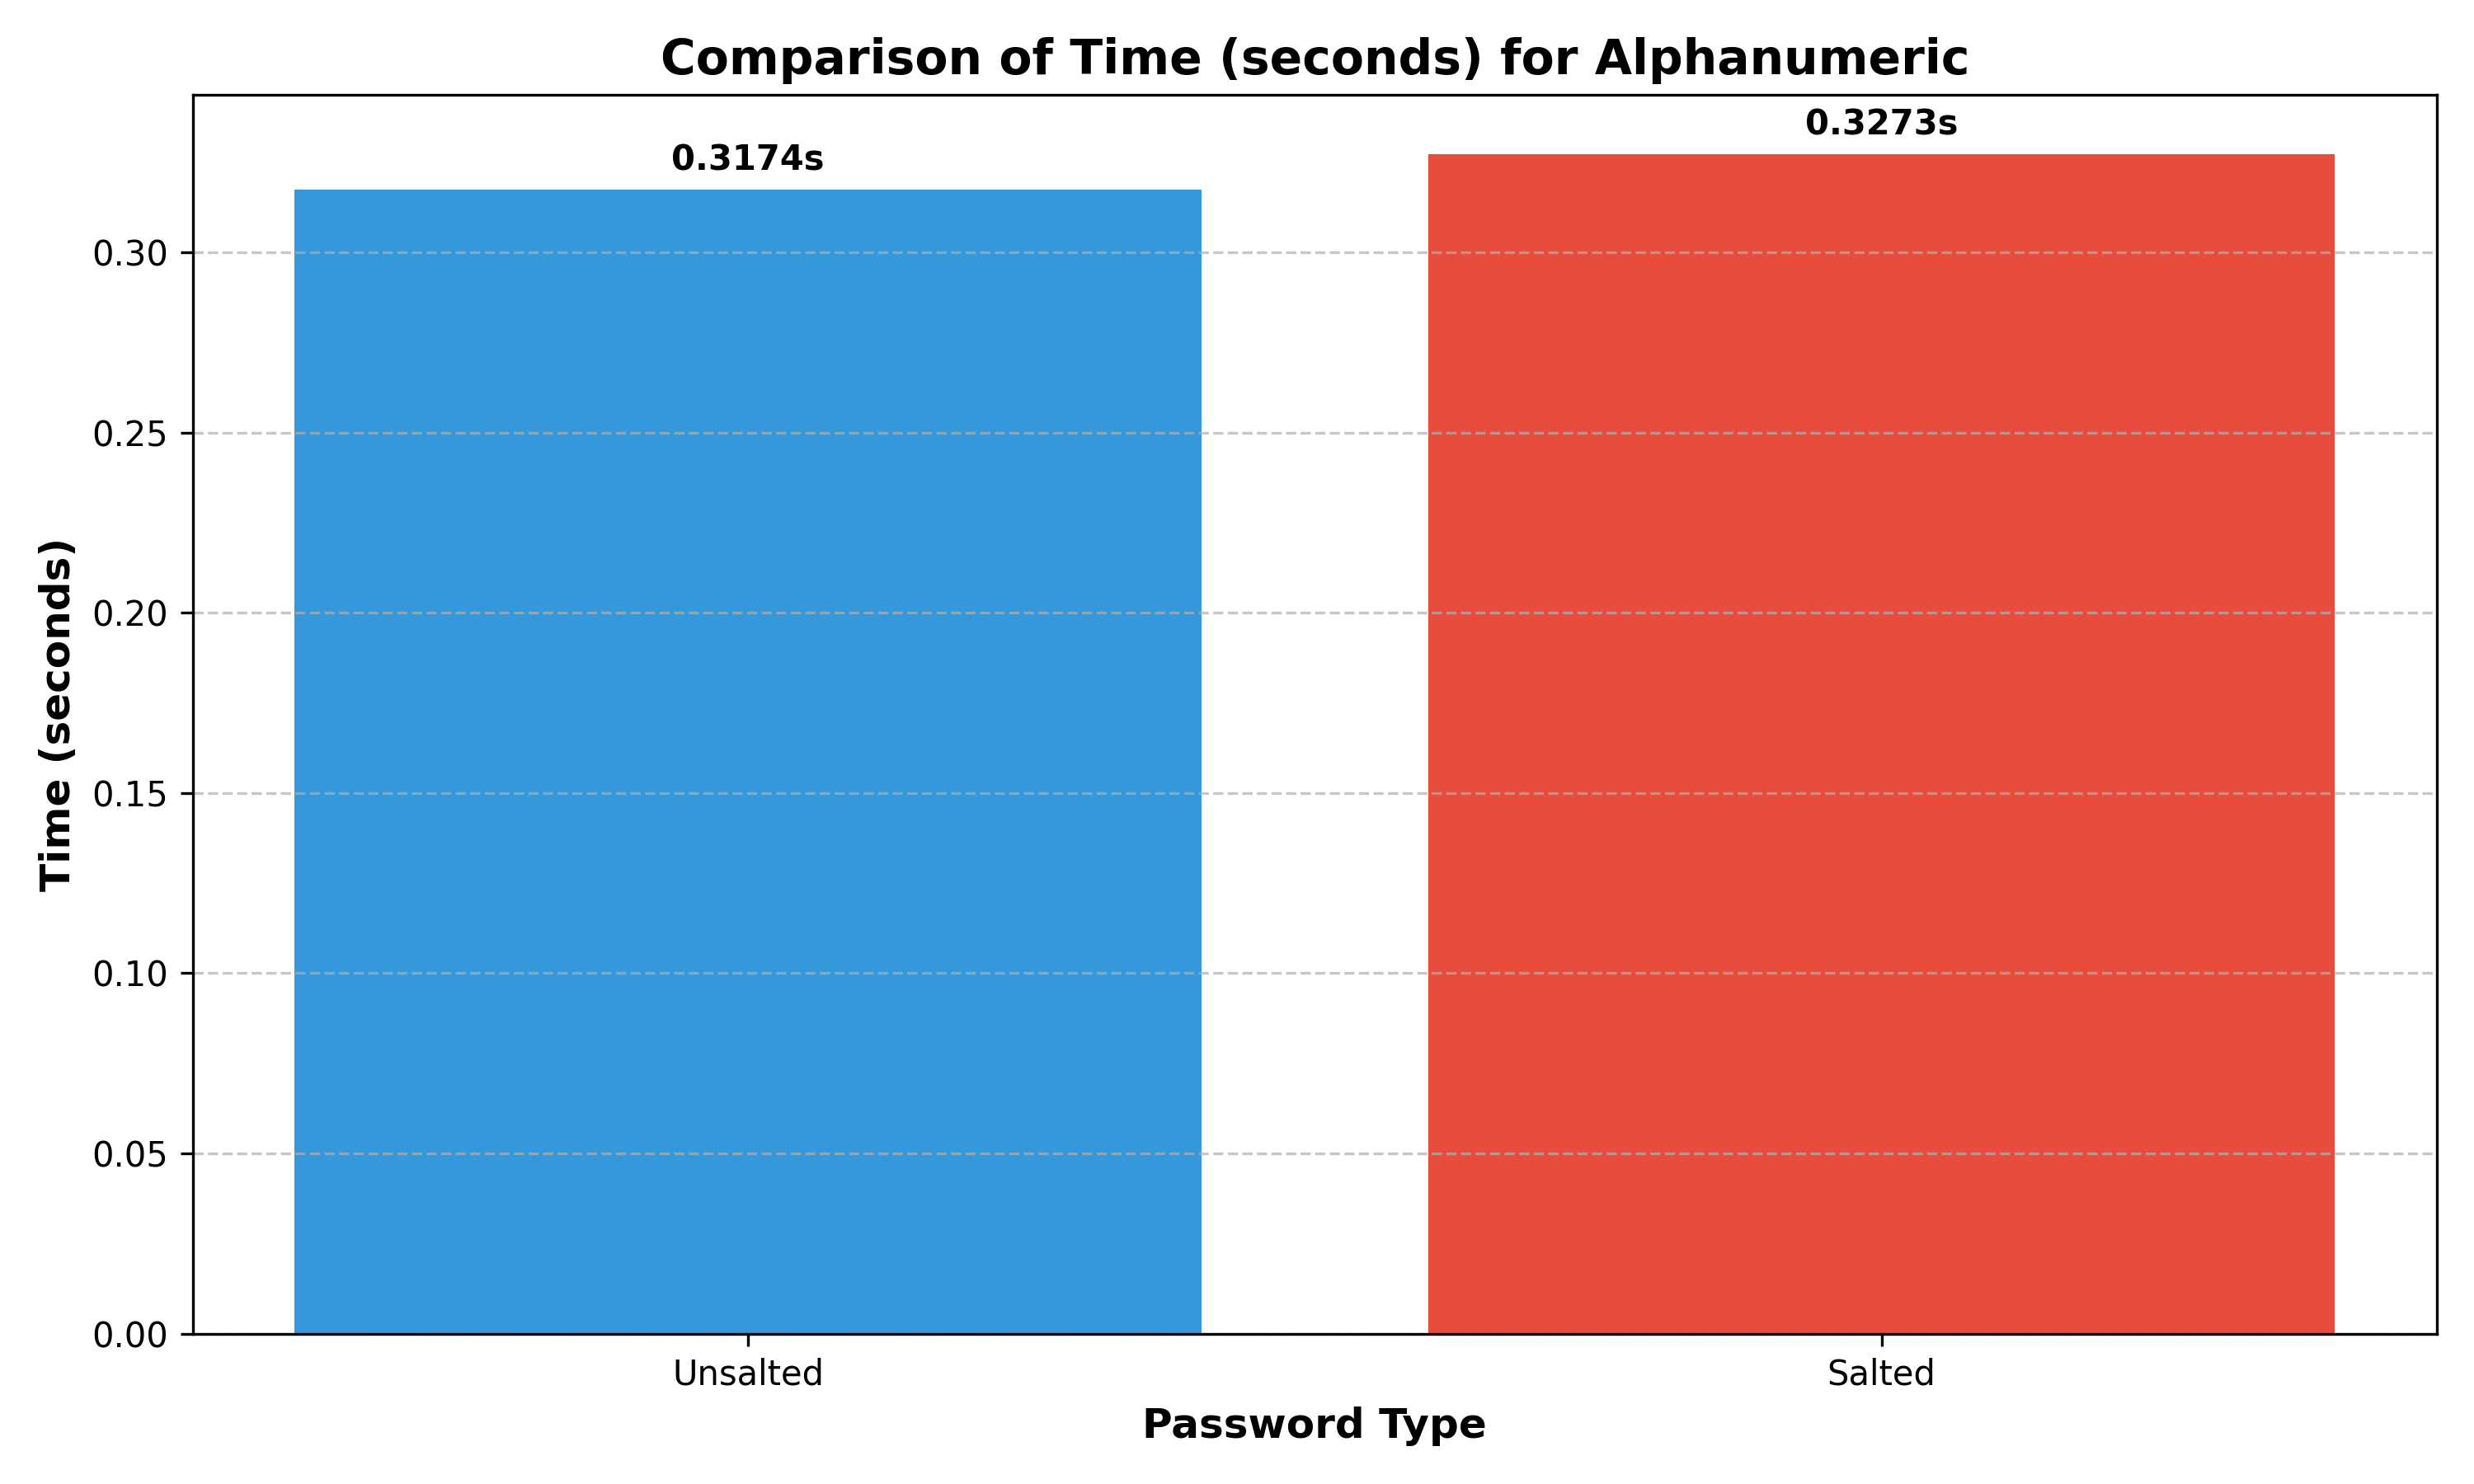 Comparison of Time (seconds) for Alphanumeric
0.3174s
0.3273s
0.30
0.25
0.20
0.15
0.10
0.05
0.00
Time (seconds)
Unsalted
Salted
Password Type